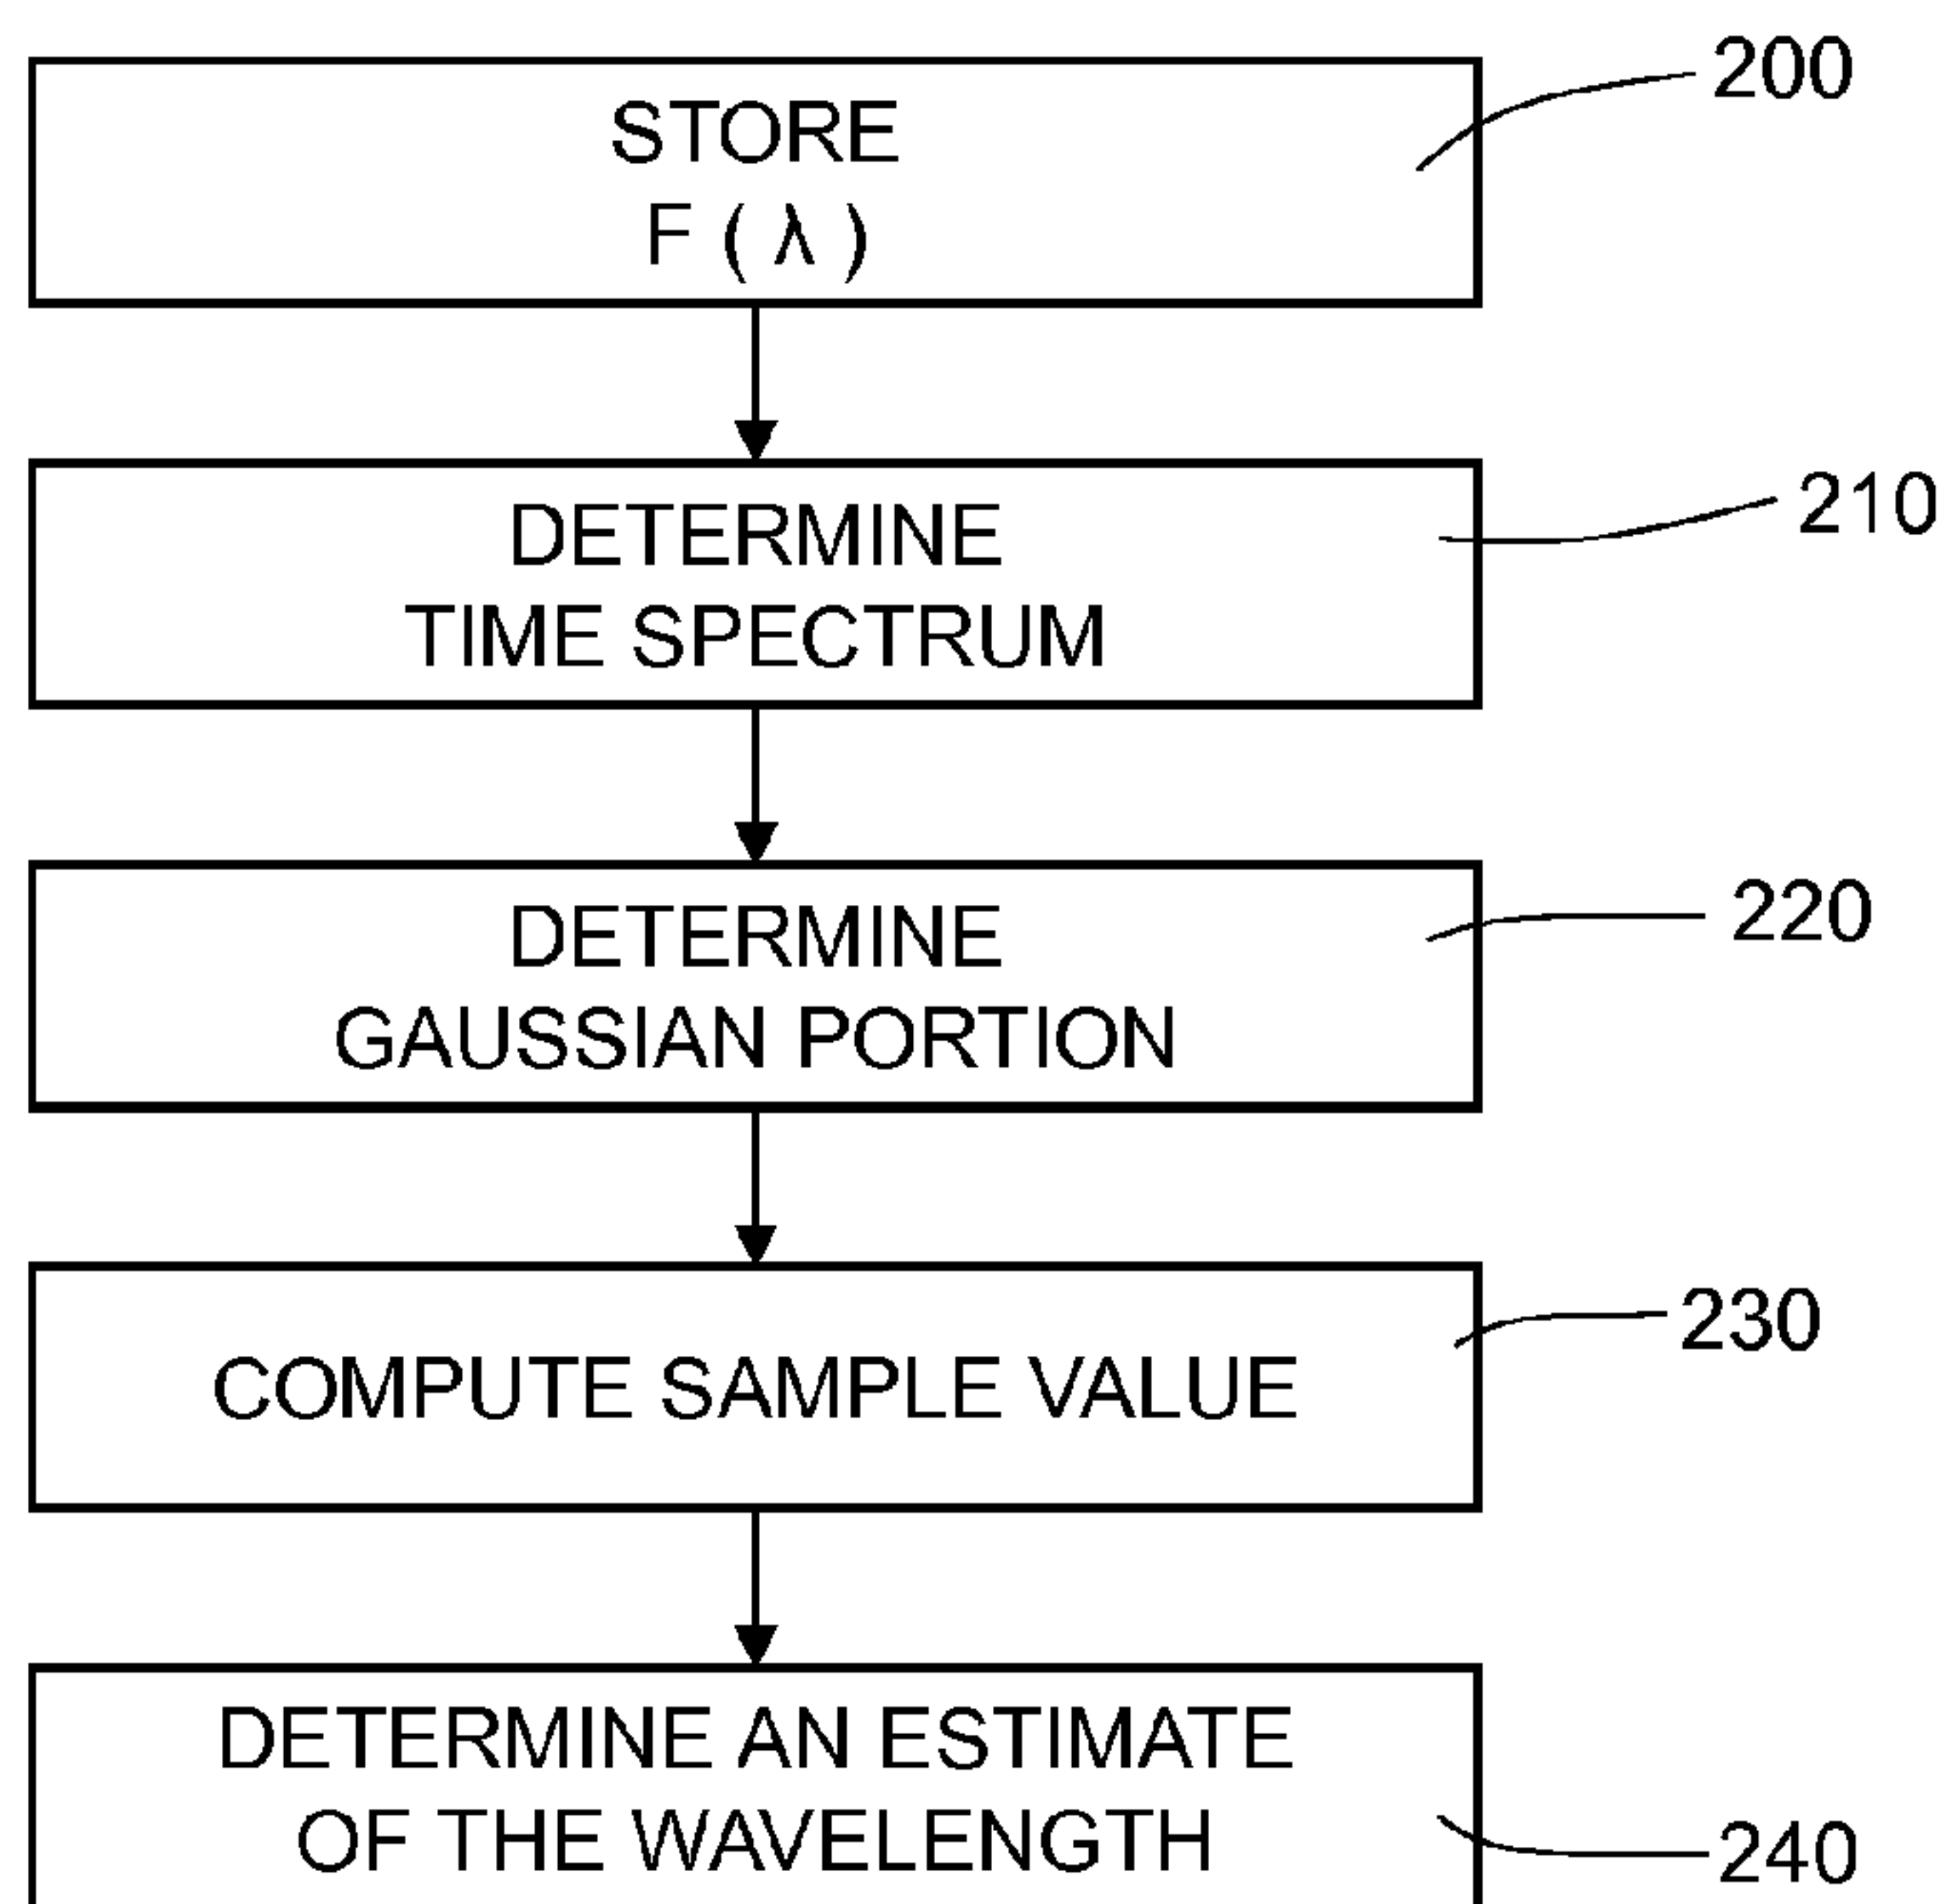 STORE
F ( λ )
200
DETERMINE
TIME SPECTRUM
210
DETERMINE
GAUSSIAN PORTION
220
COMPUTE SAMPLE VALUE
230
DETERMINE AN ESTIMATE
OF THE WAVELENGTH
240